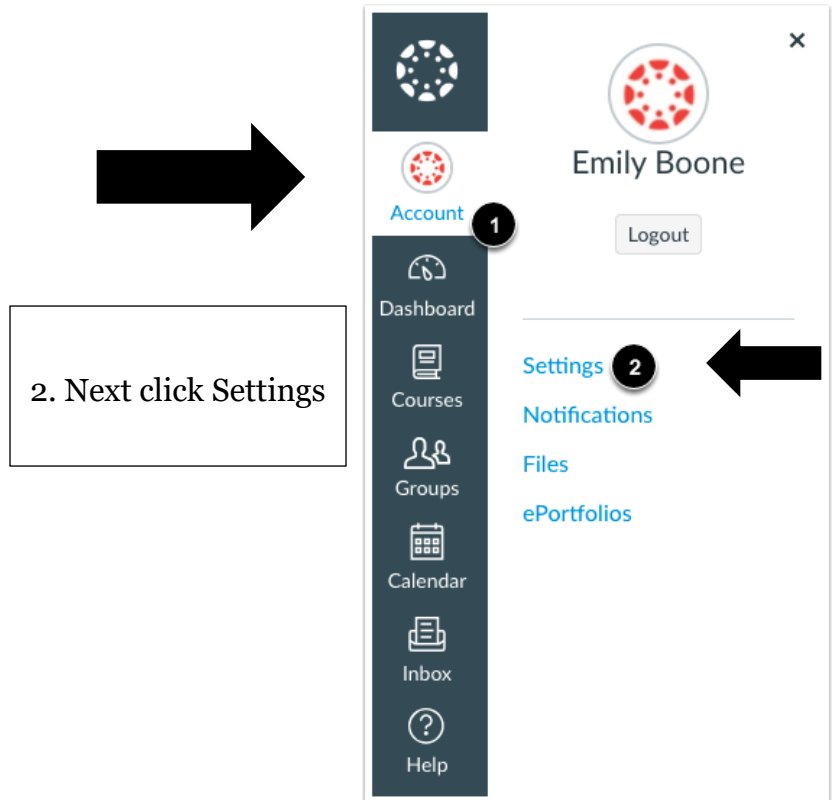 2. Next click Settings
Account
1
Dashboard
Courses
Groups
Calendar
Inbox
Help
×
Emily Boone
Logout
Settings 2
Notifications
Files
ePortfolios